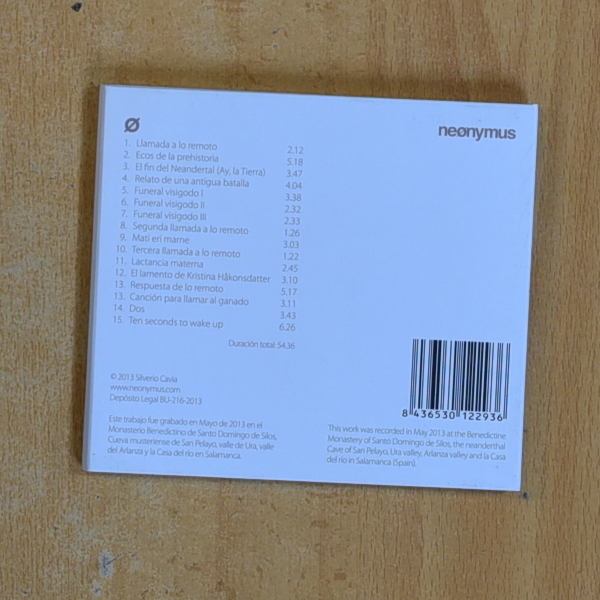 Ø
neønymus
1. Llamada a lo remoto 2.12
2. Ecos de la prehistoria 5.18
3. El fin del Neandertal (Ay, la Tierra) 3.47
4. Relato de una antigua batalla 4.04
5. Funeral visigodo I 3.38
6. Funeral visigodo II 2.32
7. Funeral visigodo III 2.33
8. Segunda llamada a lo remoto 1.26
9. Mati eri marne 3.03
10. Tercera llamada a lo remoto 1.22
11. Lactancia materna 2.45
12. El lamento de Kristina Håkonsdatter 3.10
13. Respuesta de lo remoto 5.17
13. Canción para llamar al ganado 3.11
14. Dos 3.43
15. Ten seconds to wake up 6.26
Duración total: 54.36
© 2013 Silverio Cavia
www.neonymus.com
Depósito Legal BU-216-2013
8 436530 122936
Este trabajo fue grabado en Mayo de 2013 en el
Monasterio Benedictino de Santo Domingo de Silos,
Cueva musteriense de San Pelayo, valle de Ura, valle
del Arlanza y la Casa del río en Salamanca.
This work was recorded in May 2013 at the Benedictine
Monastery of Santo Domingo de Silos, the neanderthal
Cave of San Pelayo, Ura valley, Arlanza valley and la Casa
del río in Salamanca (Spain).